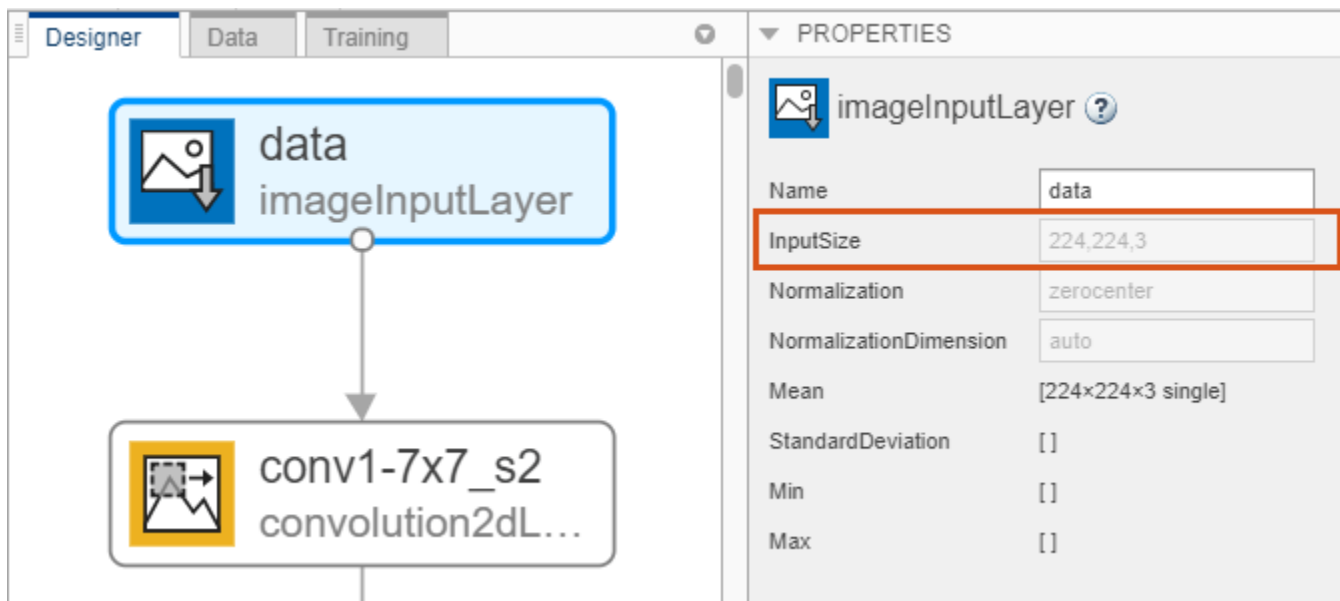 Designer
Data
Training
data
imageInputLayer
conv1-7x7_s2
convolution2dL...
PROPERTIES
imageInputLayer ?
Name data
InputSize 224,224,3
Normalization zerocenter
NormalizationDimension auto
Mean [224×224×3 single]
StandardDeviation []
Min []
Max []